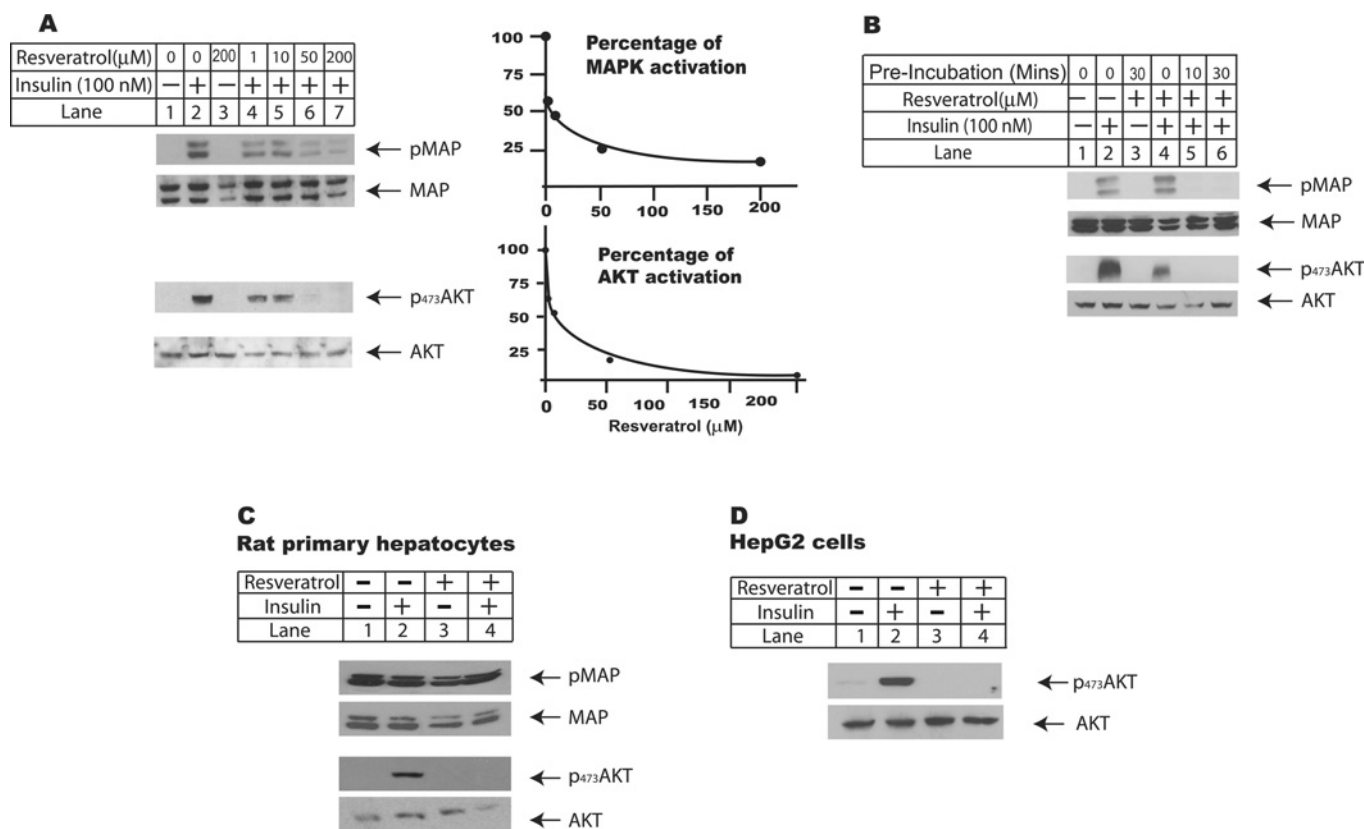 A
Resveratrol(μM) 0 0 200 1 10 50 200
Insulin (100 nM) − + − + + + +
Lane 1 2 3 4 5 6 7
pMAP
MAP
p473AKT
AKT
Percentage of
MAPK activation
100
75
50
25
0 50 100 150 200
Percentage of
AKT activation
100
75
50
25
0 50 100 150 200
Resveratrol (μM)
B
Pre-Incubation (Mins) 0 0 30 0 10 30
Resveratrol(μM) − − + + + +
Insulin (100 nM) − + − + + +
Lane 1 2 3 4 5 6
pMAP
MAP
p473AKT
AKT
C
Rat primary hepatocytes
Resveratrol − − + +
Insulin − + − +
Lane 1 2 3 4
pMAP
MAP
p473AKT
AKT
D
HepG2 cells
Resveratrol − − + +
Insulin − + − +
Lane 1 2 3 4
p473AKT
AKT